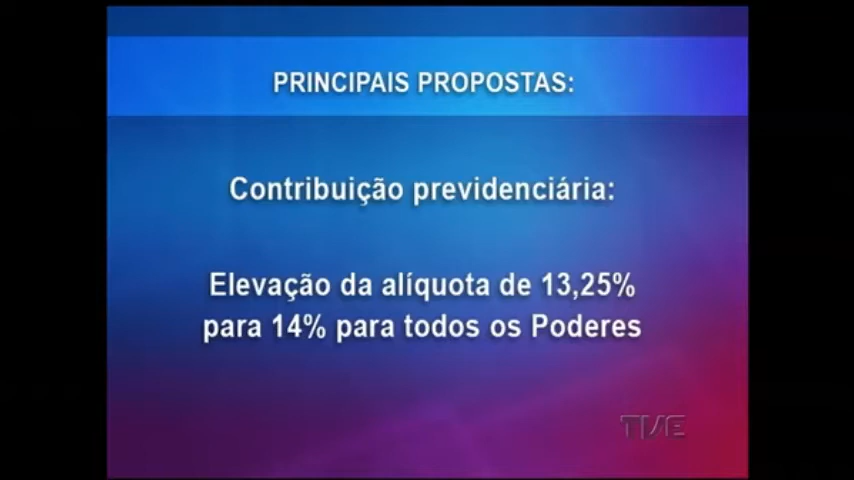 PRINCIPAIS PROPOSTAS:
Contribuição previdenciária:
Elevação da alíquota de 13,25%
para 14% para todos os Poderes
TVE